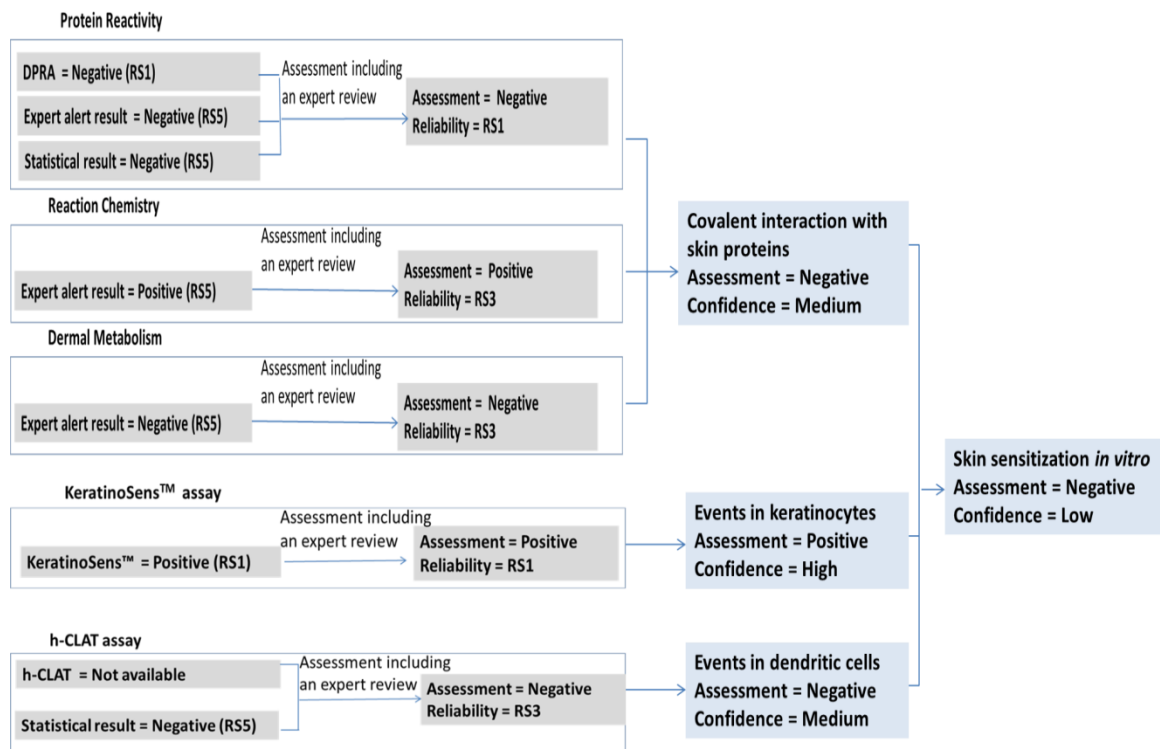 Protein Reactivity
DPRA = Negative (RS1)
Expert alert result = Negative (RS5)
Statistical result = Negative (RS5)
Assessment including
an expert review
Assessment = Negative
Reliability = RS1
Reaction Chemistry
Expert alert result = Positive (RS5)
Assessment including
an expert review
Assessment = Positive
Reliability = RS3
Dermal Metabolism
Expert alert result = Negative (RS5)
Assessment including
an expert review
Assessment = Negative
Reliability = RS3
Covalent interaction with
skin proteins
Assessment = Negative
Confidence = Medium
KeratinoSens™ assay
KeratinoSens™ = Positive (RS1)
Assessment including
an expert review
Assessment = Positive
Reliability = RS1
Events in keratinocytes
Assessment = Positive
Confidence = High
h-CLAT assay
h-CLAT = Not available
Statistical result = Negative (RS5)
Assessment including
an expert review
Assessment = Negative
Reliability = RS3
Events in dendritic cells
Assessment = Negative
Confidence = Medium
Skin sensitization in vitro
Assessment = Negative
Confidence = Low